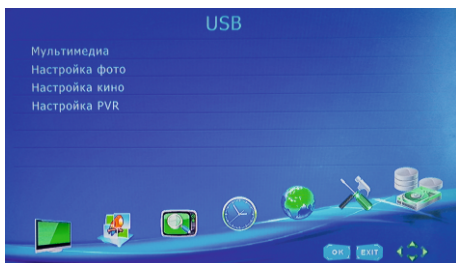 USB
Мультимедиа
Настройка фото
Настройка кино
Настройка PVR
OK EXIT